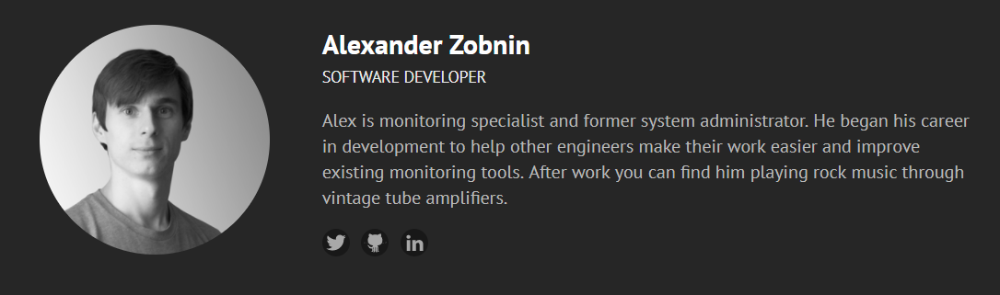 Alexander Zobnin
SOFTWARE DEVELOPER
Alex is monitoring specialist and former system administrator. He began his career
in development to help other engineers make their work easier and improve
existing monitoring tools. After work you can find him playing rock music through
vintage tube amplifiers.
in